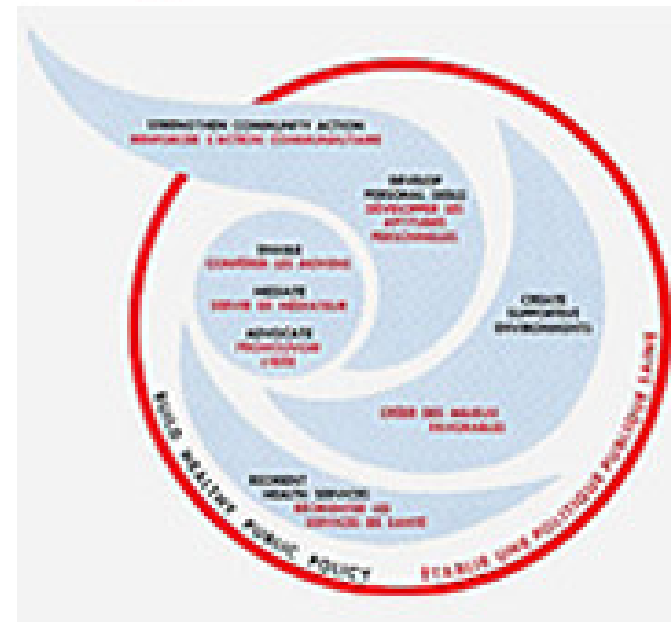 STRENGTHEN COMMUNITY ACTION
RENFORCER L'ACTION COMMUNAUTAIRE
DEVELOP
PERSONAL SKILLS
DÉVELOPPER LES
APTITUDES
PERSONNELLES
ENABLE
CONFÉRER LES MOYENS
MEDIATE
SERVIR DE MÉDIATEUR
ADVOCATE
PROMOUVOIR
L'IDÉE
CREATE
SUPPORTIVE
ENVIRONMENTS
CRÉER DES MILIEUX
FAVORABLES
REORIENT
HEALTH SERVICES
RÉORIENTER LES
SERVICES DE SANTÉ
BUILD HEALTHY PUBLIC POLICY
ÉTABLIR UNE POLITIQUE PUBLIQUE SAINE